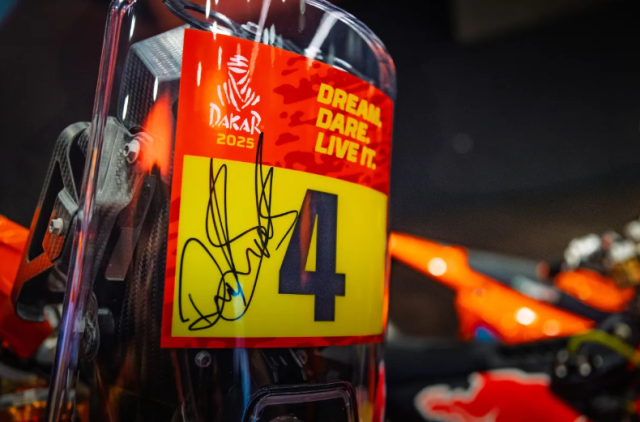 DAKAR
2025
DREAM.
DARE.
LIVE IT.
4